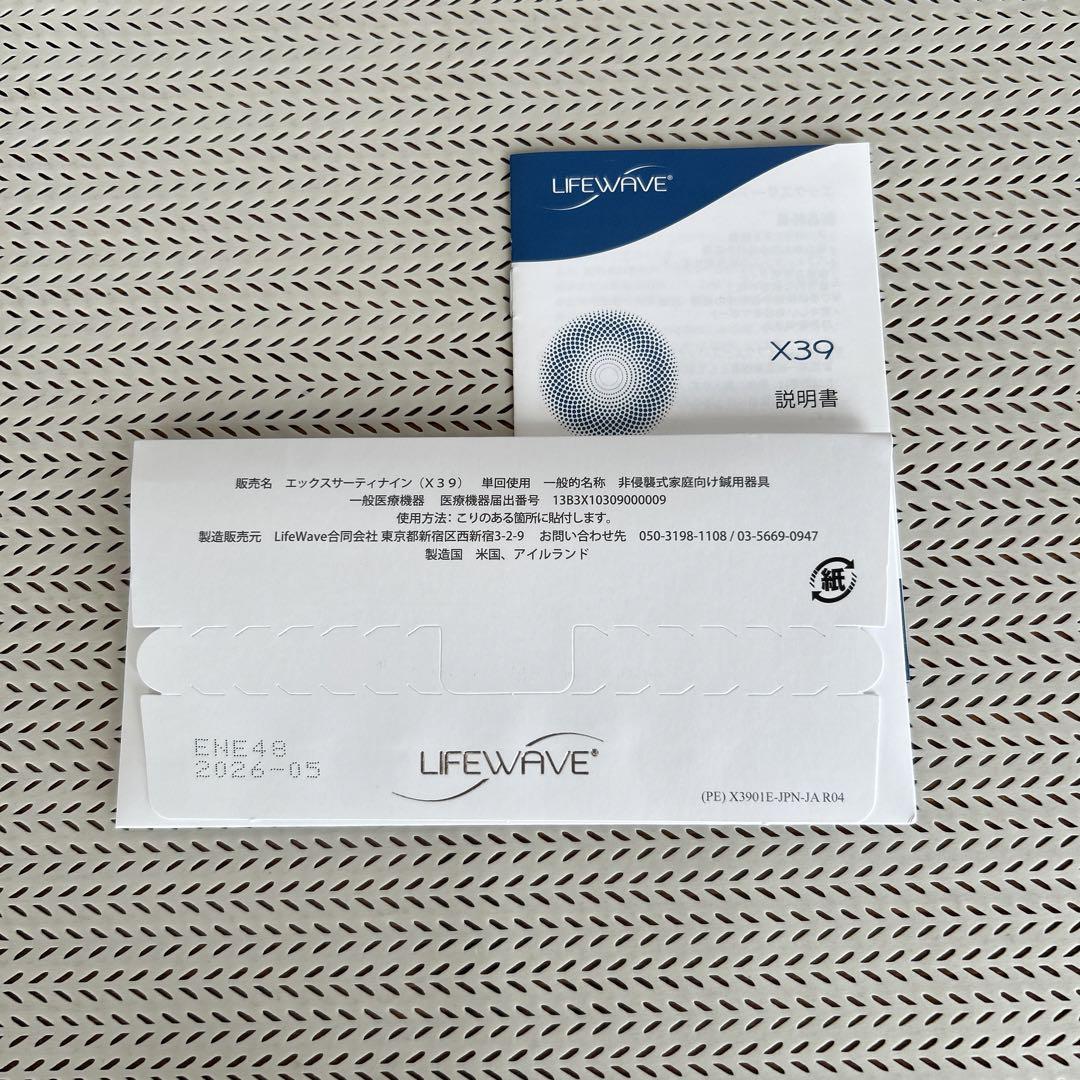 LIFEWAVE®
X39
説明書
販売名 エックスサーティナイン（X39） 単回使用 一般的名称 非侵襲式家庭向け鍼用器具
一般医療機器 医療機器届出番号 13B3X10309000009
使用方法：こりのある箇所に貼付します。
製造販売元 LifeWave合同会社 東京都新宿区西新宿3-2-9 お問い合わせ先 050-3198-1108 / 03-5669-0947
製造国 米国、アイルランド
紙
ENE48
2026-05
LIFEWAVE®
(PE) X3901E-JPN-JA R04